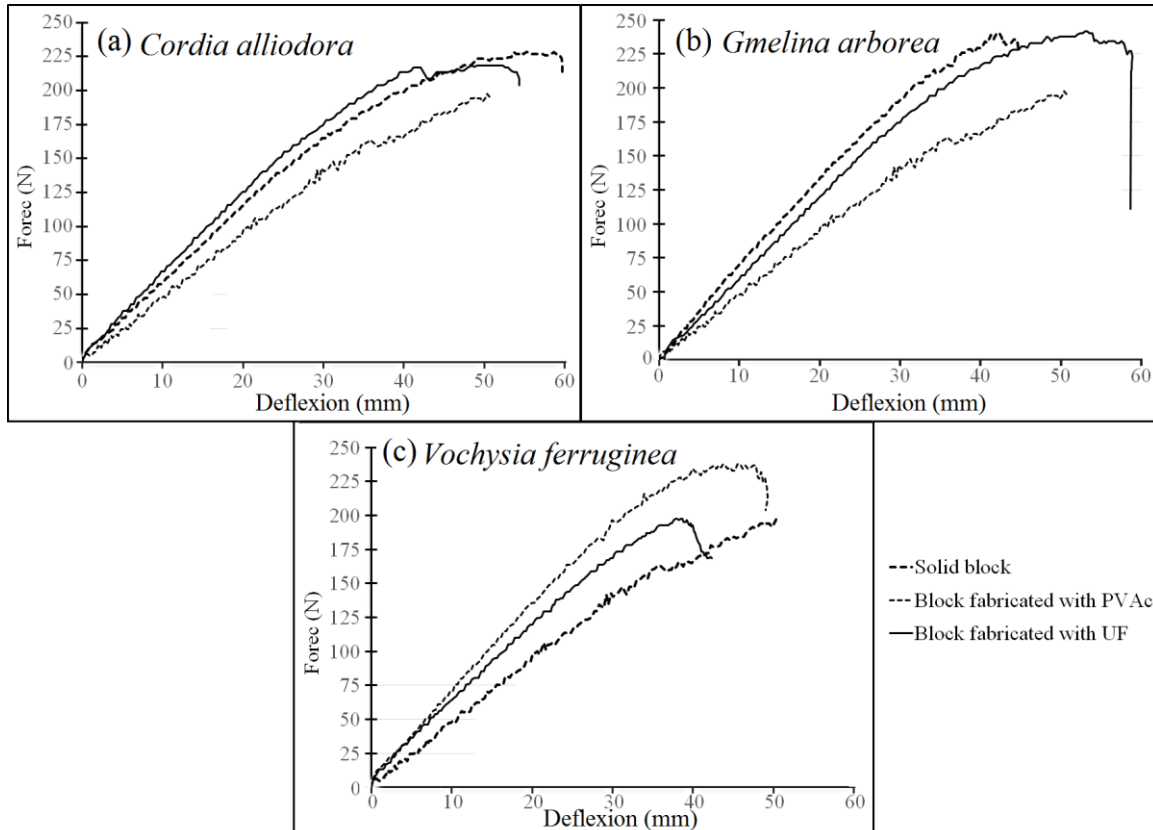 (a) Cordia alliodora
250
225
200
175
150
125
100
75
50
25
0
Forec (N)
0 10 20 30 40 50 60
Deflexion (mm)
(b) Gmelina arborea
250
225
200
175
150
125
100
75
50
25
0
Forec (N)
0 10 20 30 40 50 60
Deflexion (mm)
(c) Vochysia ferruginea
250
225
200
175
150
125
100
75
50
25
0
Forec (N)
0 10 20 30 40 50 60
Deflexion (mm)
Solid block
Block fabricated with PVAc
Block fabricated with UF